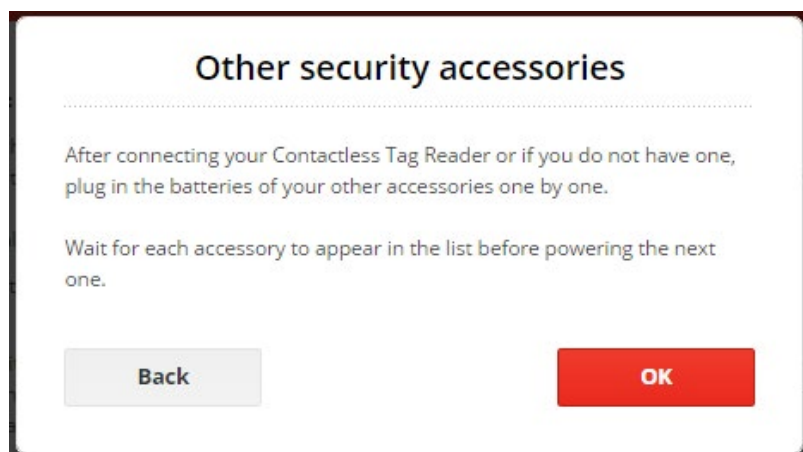 Other security accessories
After connecting your Contactless Tag Reader or if you do not have one,
plug in the batteries of your other accessories one by one.
Wait for each accessory to appear in the list before powering the next
one.
Back
OK